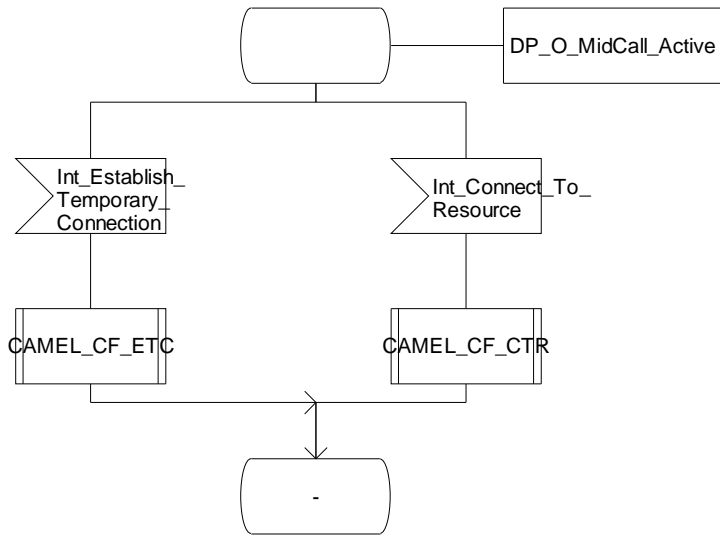 DP_O_MidCall_Active
Int_Establish_
Temporary_
Connection
Int_Connect_To_
Resource
CAMEL_CF_ETC
CAMEL_CF_CTR
-